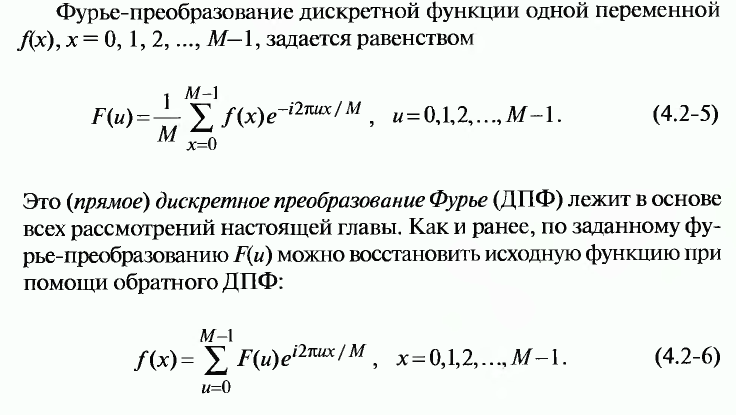 Фурье-преобразование дискретной функции одной переменной
f(x), x = 0, 1, 2, ..., M–1, задается равенством
F(u) = \frac{1}{M} \sum_{x=0}^{M-1} f(x)e^{-i2πux/M} , u=0,1,2,…,M−1. (4.2-5)
Это (прямое) дискретное преобразование Фурье (ДПФ) лежит в основе
всех рассмотрений настоящей главы. Как и ранее, по заданному фу-
рье-преобразованию F(u) можно восстановить исходную функцию при
помощи обратного ДПФ:
f(x) = \sum_{u=0}^{M-1} F(u)e^{i2πux/M} , x=0,1,2,…,M−1. (4.2-6)